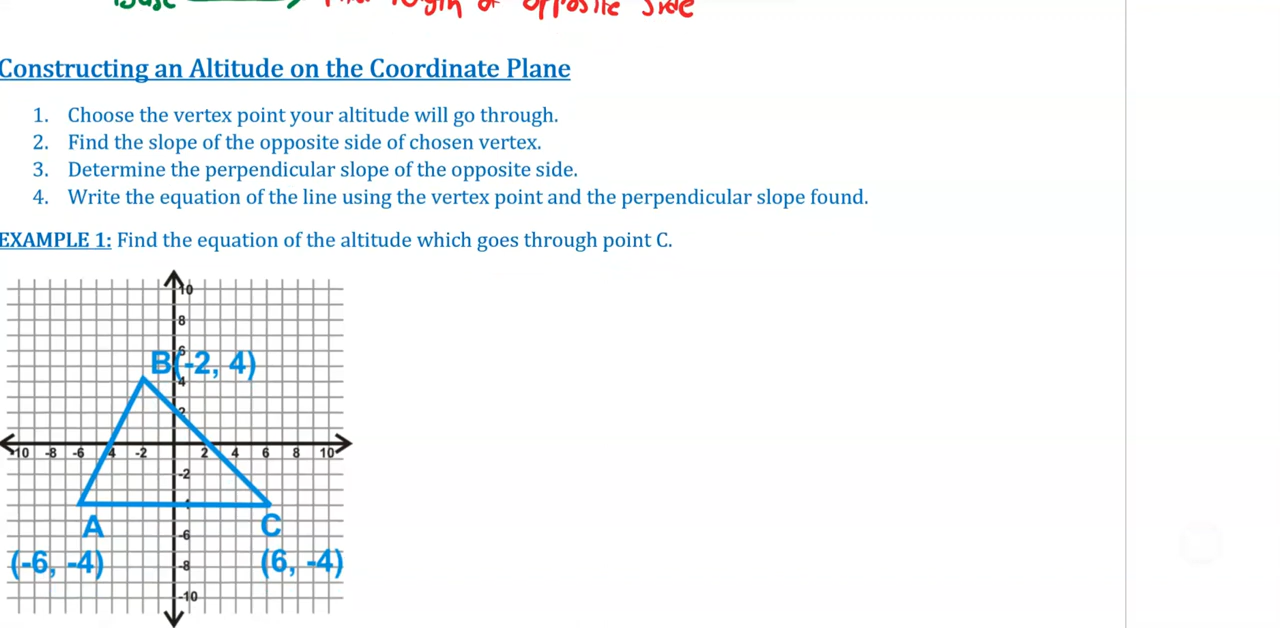 of opposite side
Constructing an Altitude on the Coordinate Plane
1. Choose the vertex point your altitude will go through.
2. Find the slope of the opposite side of chosen vertex.
3. Determine the perpendicular slope of the opposite side.
4. Write the equation of the line using the vertex point and the perpendicular slope found.
EXAMPLE 1: Find the equation of the altitude which goes through point C.
10
8
6
B(-2, 4)
4
2
-10 -8 -6 -4 -2 2 4 6 8 10
-2
A C
-6
(-6, -4) (6, -4)
-8
-10